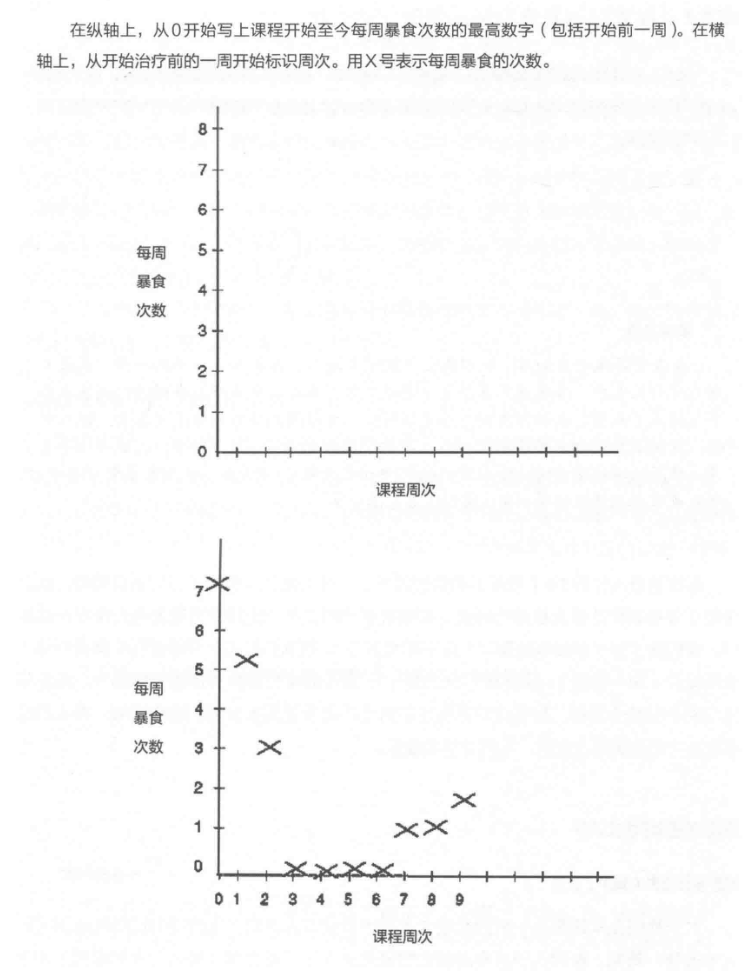 在纵轴上，从0开始写上课程开始至今每周暴食次数的最高数字（包括开始前一周）。在横
轴上，从开始治疗前的一周开始标识周次。用X号表示每周暴食的次数。
8
7
6
5
4
3
2
1
0
每周
暴食
次数
课程周次
7
6
5
4
3
2
1
0
每周
暴食
次数
0 1 2 3 4 5 6 7 8 9
课程周次